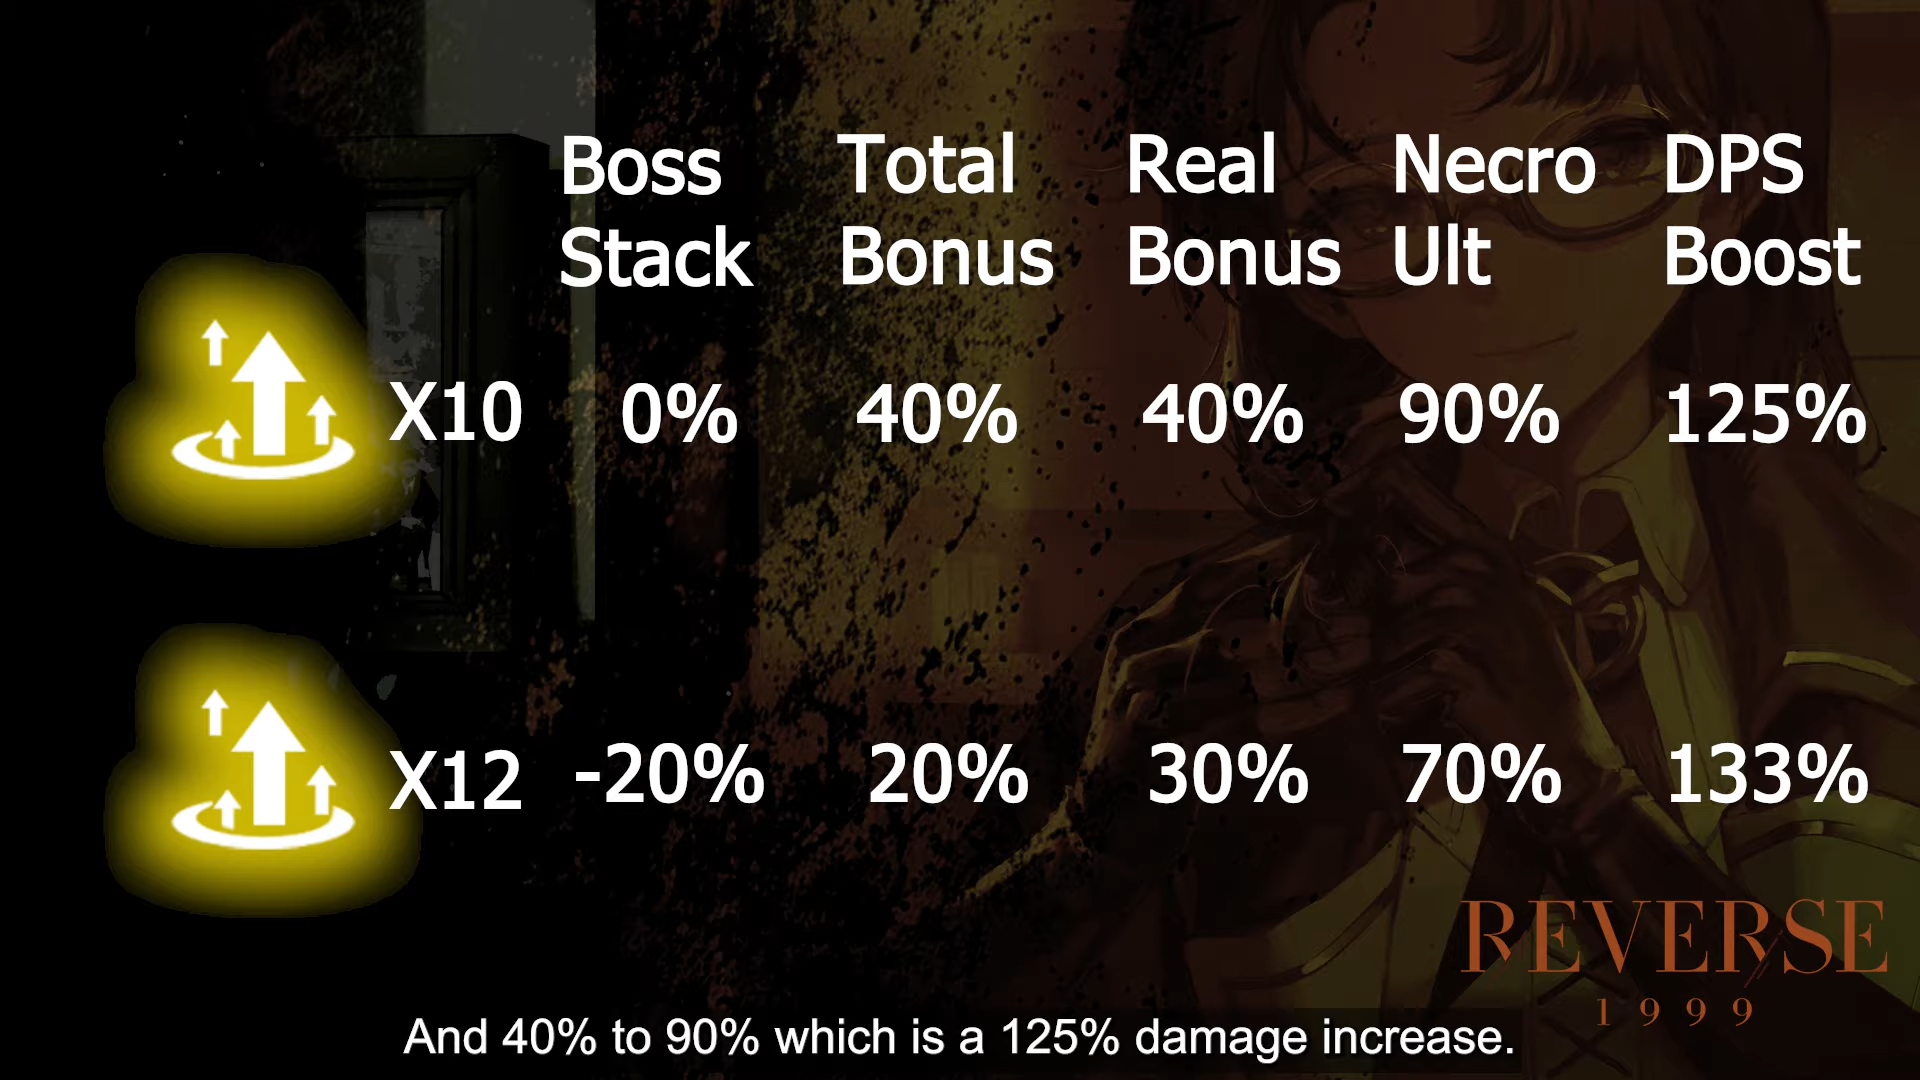 Boss Total Real Necro DPS
Stack Bonus Bonus Ult Boost
X10 0% 40% 40% 90% 125%
X12 -20% 20% 30% 70% 133%
REVERSE
1999
And 40% to 90% which is a 125% damage increase.